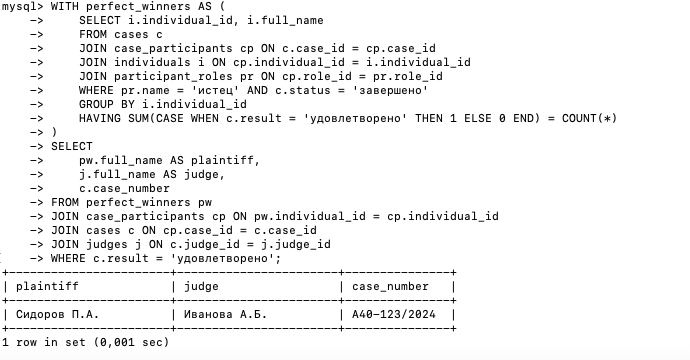 mysql> WITH perfect_winners AS (
    ->     SELECT i.individual_id, i.full_name
    ->     FROM cases c
    ->     JOIN case_participants cp ON c.case_id = cp.case_id
    ->     JOIN individuals i ON cp.individual_id = i.individual_id
    ->     JOIN participant_roles pr ON cp.role_id = pr.role_id
    ->     WHERE pr.name = 'истец' AND c.status = 'завершено'
    ->     GROUP BY i.individual_id
    ->     HAVING SUM(CASE WHEN c.result = 'удовлетворено' THEN 1 ELSE 0 END) = COUNT(*)
    -> )
    -> SELECT
    ->     pw.full_name AS plaintiff,
    ->     j.full_name AS judge,
    ->     c.case_number
    -> FROM perfect_winners pw
    -> JOIN case_participants cp ON pw.individual_id = cp.individual_id
    -> JOIN cases c ON cp.case_id = c.case_id
    -> JOIN judges j ON c.judge_id = j.judge_id
    -> WHERE c.result = 'удовлетворено';
+----------------------+----------------------+--------------+
| plaintiff            | judge                | case_number  |
+----------------------+----------------------+--------------+
| Сидоров П.А.         | Иванова А.Б.         | A40-123/2024 |
+----------------------+----------------------+--------------+
1 row in set (0,001 sec)